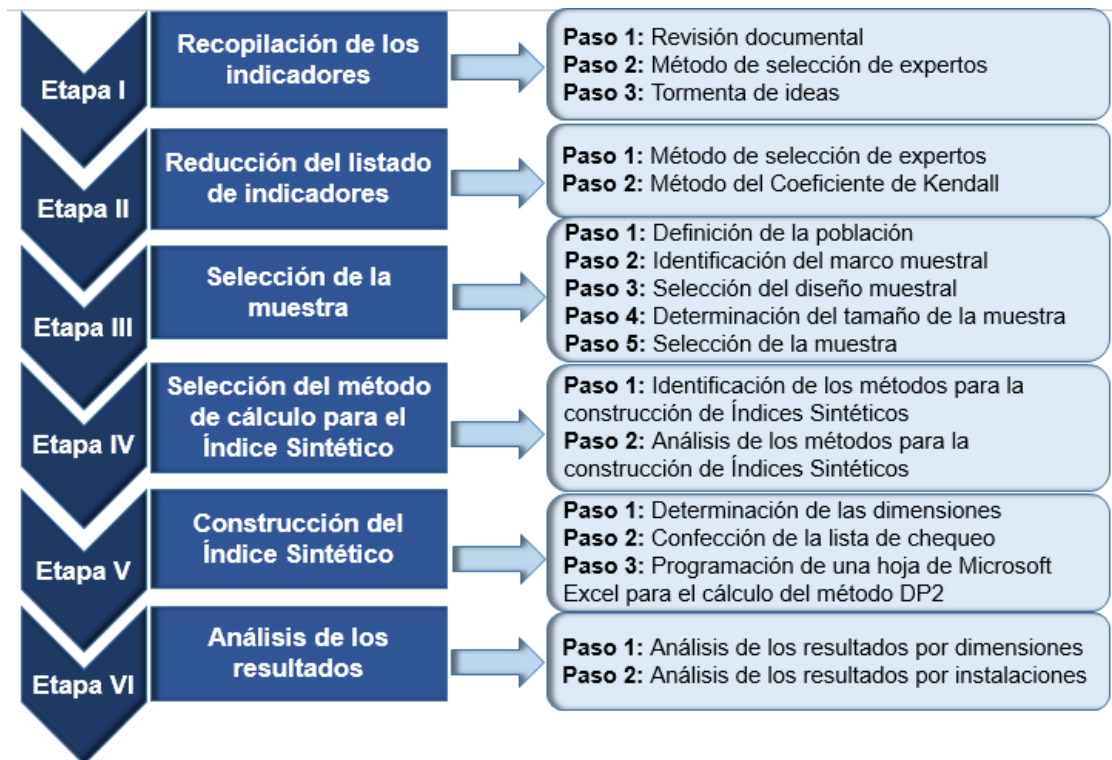 Etapa I
Recopilación de los
indicadores
Paso 1: Revisión documental
Paso 2: Método de selección de expertos
Paso 3: Tormenta de ideas
Etapa II
Reducción del listado
de indicadores
Paso 1: Método de selección de expertos
Paso 2: Método del Coeficiente de Kendall
Etapa III
Selección de la
muestra
Paso 1: Definición de la población
Paso 2: Identificación del marco muestral
Paso 3: Selección del diseño muestral
Paso 4: Determinación del tamaño de la muestra
Paso 5: Selección de la muestra
Etapa IV
Selección del método
de cálculo para el
Índice Sintético
Paso 1: Identificación de los métodos para la
construcción de Índices Sintéticos
Paso 2: Análisis de los métodos para la
construcción de Índices Sintéticos
Etapa V
Construcción del
Índice Sintético
Paso 1: Determinación de las dimensiones
Paso 2: Confección de la lista de chequeo
Paso 3: Programación de una hoja de Microsoft
Excel para el cálculo del método DP2
Etapa VI
Análisis de los
resultados
Paso 1: Análisis de los resultados por dimensiones
Paso 2: Análisis de los resultados por instalaciones